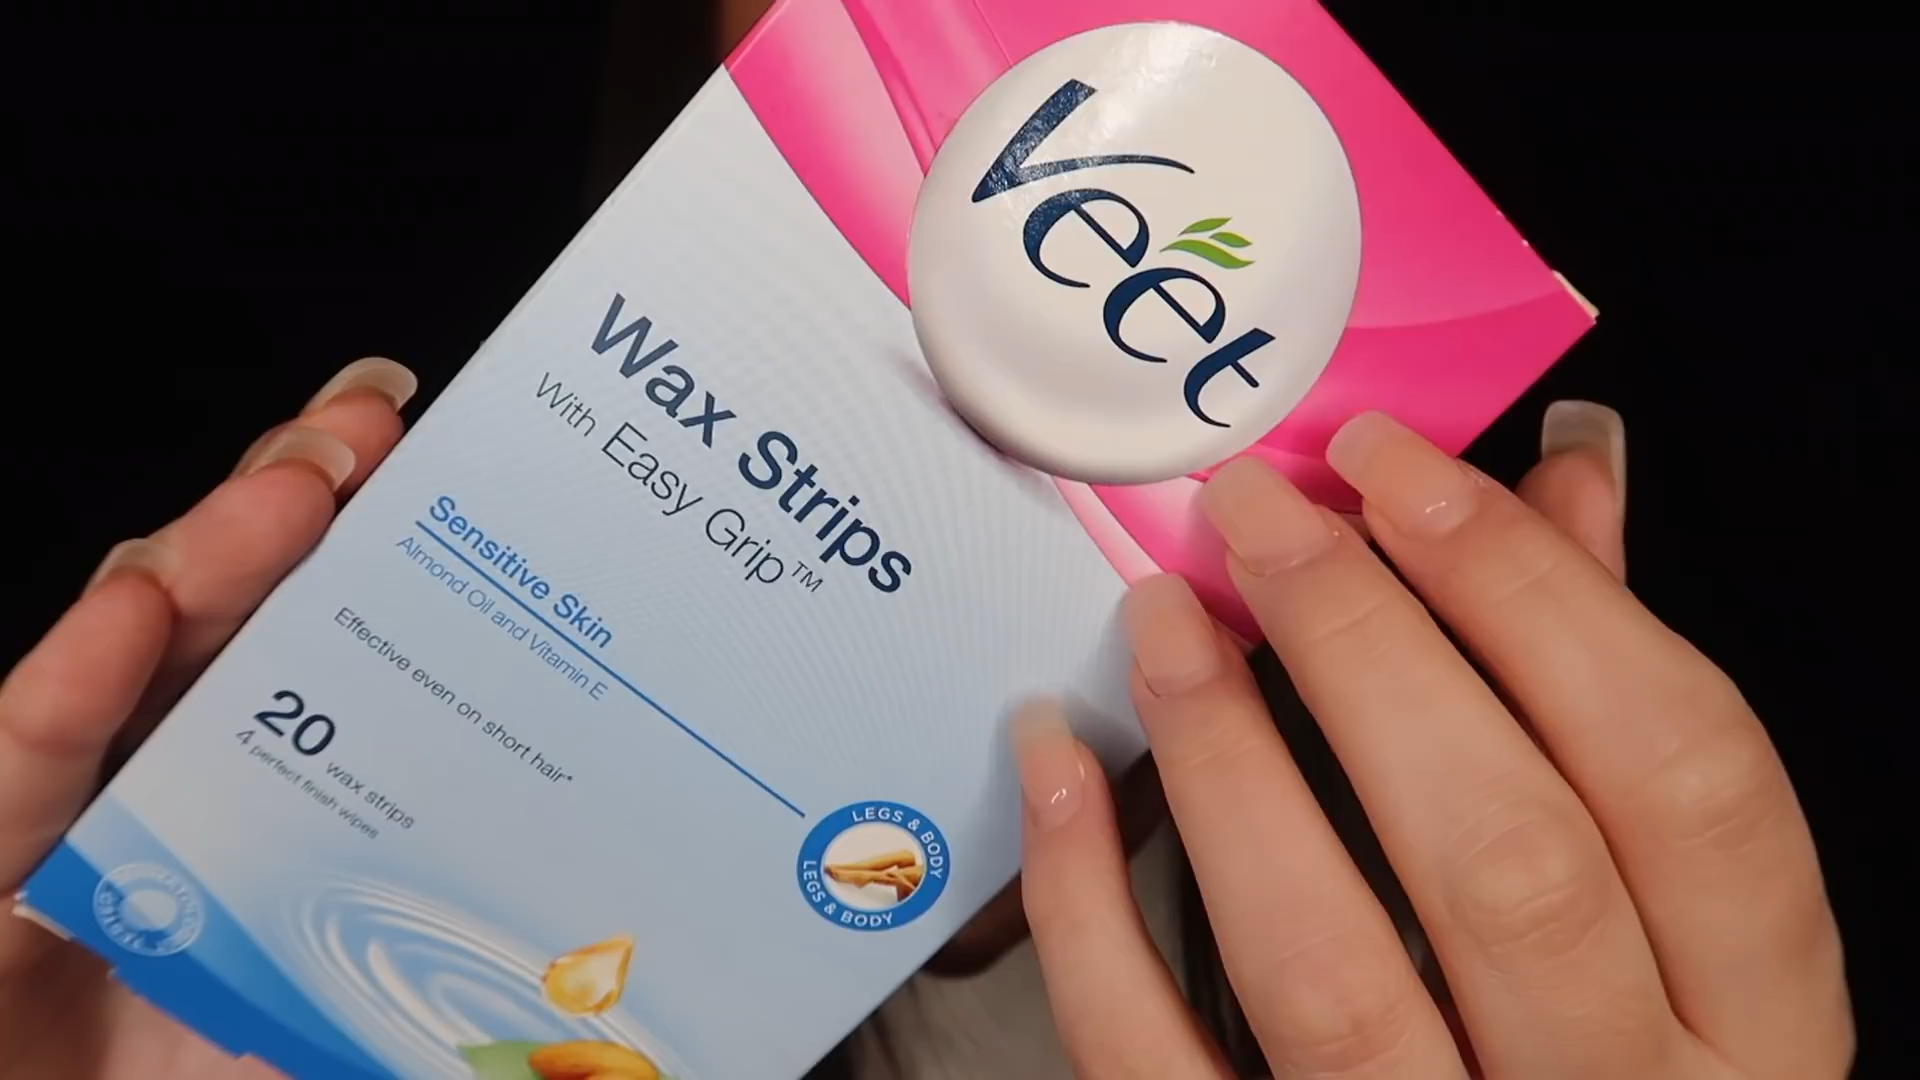 Veet
Wax Strips
With Easy Grip™
Sensitive Skin
Almond Oil and Vitamin E
Effective even on short hair*
20 wax strips
4 perfect finish wipes
LEGS & BODY
LEGS & BODY